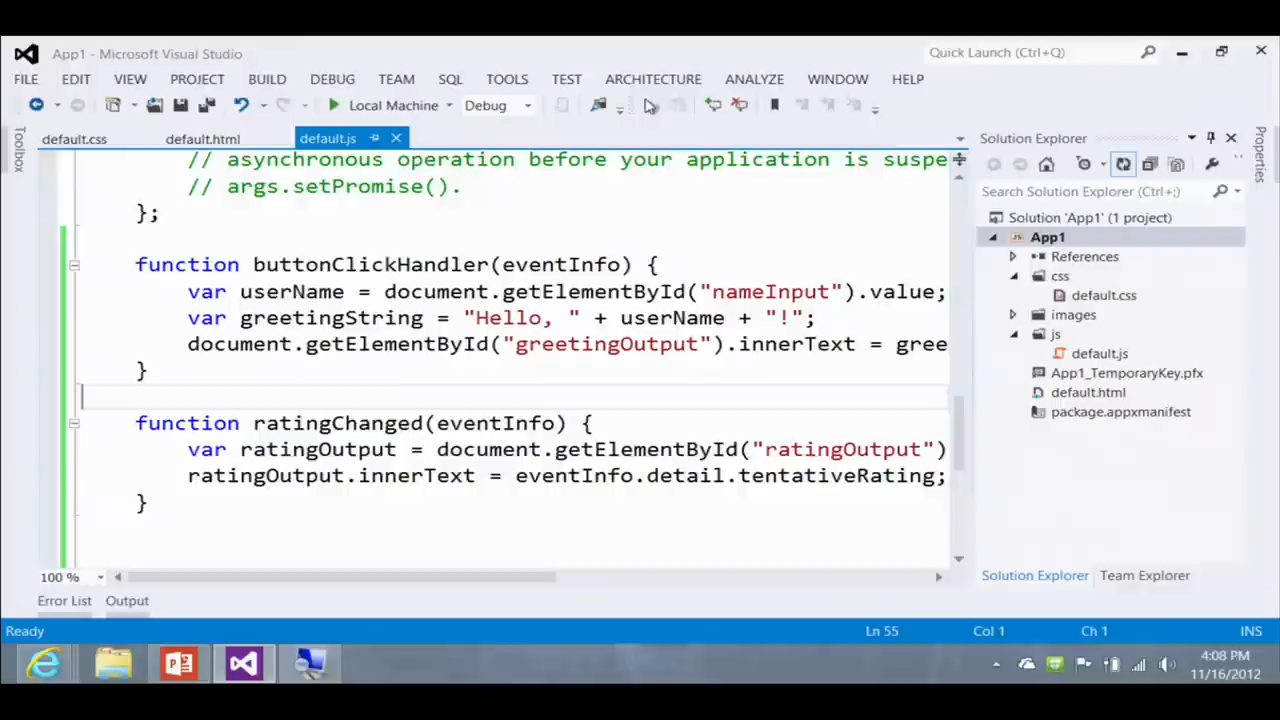 App1 - Microsoft Visual Studio
Quick Launch (Ctrl+Q)
FILE EDIT VIEW PROJECT BUILD DEBUG TEAM SQL TOOLS TEST ARCHITECTURE ANALYZE WINDOW HELP
Local Machine Debug
Toolbox
default.css default.html default.js
// asynchronous operation before your application is suspe
// args.setPromise().
};
function buttonClickHandler(eventInfo) {
var userName = document.getElementById("nameInput").value;
var greetingString = "Hello, " + userName + "!";
document.getElementById("greetingOutput").innerText = gree
}
function ratingChanged(eventInfo) {
var ratingOutput = document.getElementById("ratingOutput")
ratingOutput.innerText = eventInfo.detail.tentativeRating;
}
100 %
Error List Output
Solution Explorer
Search Solution Explorer (Ctrl+;)
Solution 'App1' (1 project)
App1
References
css
default.css
images
js
default.js
App1_TemporaryKey.pfx
default.html
package.appxmanifest
Solution Explorer Team Explorer
Properties
Ready Ln 55 Col 1 Ch 1 INS
4:08 PM
11/16/2012